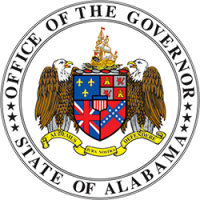 OFFICE OF THE GOVERNOR
STATE OF ALABAMA
AUDEMUS
JURA NOSTRA
DEFENDERE